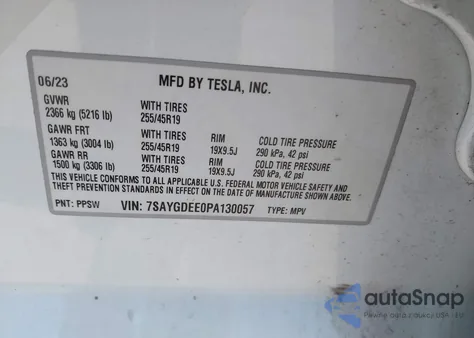 06/23 MFD BY TESLA, INC.
GVWR WITH TIRES
2366 kg (5216 lb) 255/45R19
GAWR FRT WITH TIRES RIM COLD TIRE PRESSURE
1363 kg (3004 lb) 255/45R19 19X9.5J 290 kPa, 42 psi
GAWR RR WITH TIRES RIM COLD TIRE PRESSURE
1500 kg (3306 lb) 255/45R19 19X9.5J 290 kPa, 42 psi
THIS VEHICLE CONFORMS TO ALL APPLICABLE U.S. FEDERAL MOTOR VEHICLE SAFETY AND
THEFT PREVENTION STANDARDS IN EFFECT ON THE DATE OF MANUFACTURE SHOWN ABOVE.
PNT: PPSW VIN: 7SAYGDEE0PA130057 TYPE: MPV
autoSnap